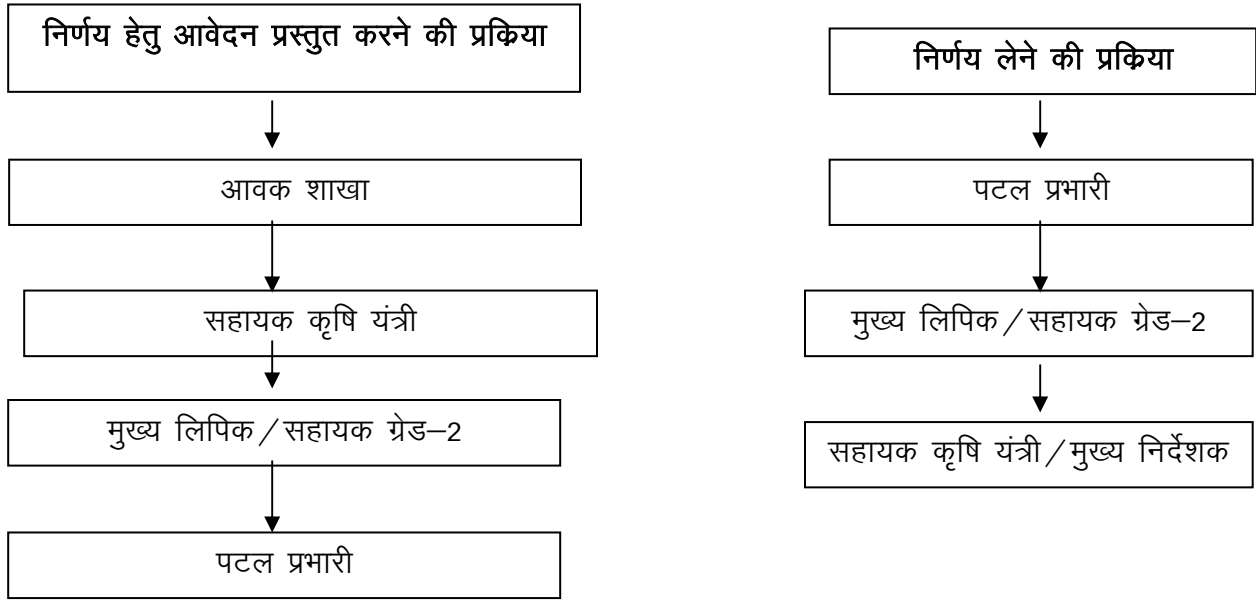 निर्णय हेतु आवेदन प्रस्तुत करने की प्रक्रिया
आवक शाखा
सहायक कृषि यंत्री
मुख्य लिपिक/सहायक ग्रेड–2
पटल प्रभारी
निर्णय लेने की प्रक्रिया
पटल प्रभारी
मुख्य लिपिक/सहायक ग्रेड–2
सहायक कृषि यंत्री/मुख्य निर्देशक